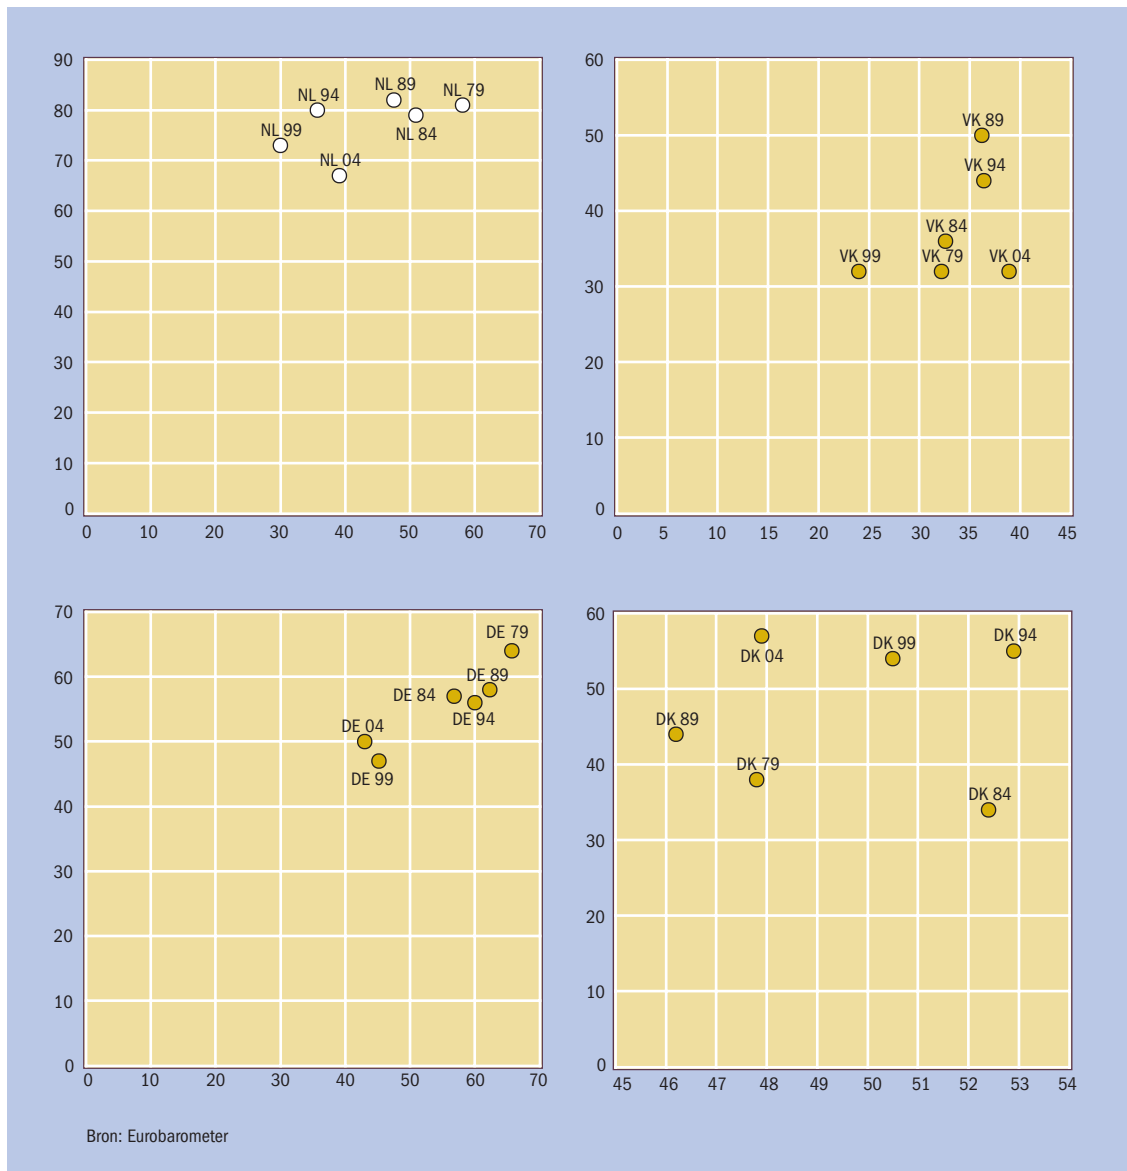 90
80
70
60
50
40
30
20
10
0
0 10 20 30 40 50 60 70
NL 89
NL 79
NL 94
NL 84
NL 99
NL 04
60
50
40
30
20
10
0
0 5 10 15 20 25 30 35 40 45
VK 89
VK 94
VK 84
VK 99 VK 79 VK 04
70
60
50
40
30
20
10
0
0 10 20 30 40 50 60 70
DE 79
DE 89
DE 84
DE 94
DE 04
DE 99
60
50
40
30
20
10
0
45 46 47 48 49 50 51 52 53 54
DK 94
DK 99
DK 04
DK 89
DK 79
DK 84
Bron: Eurobarometer